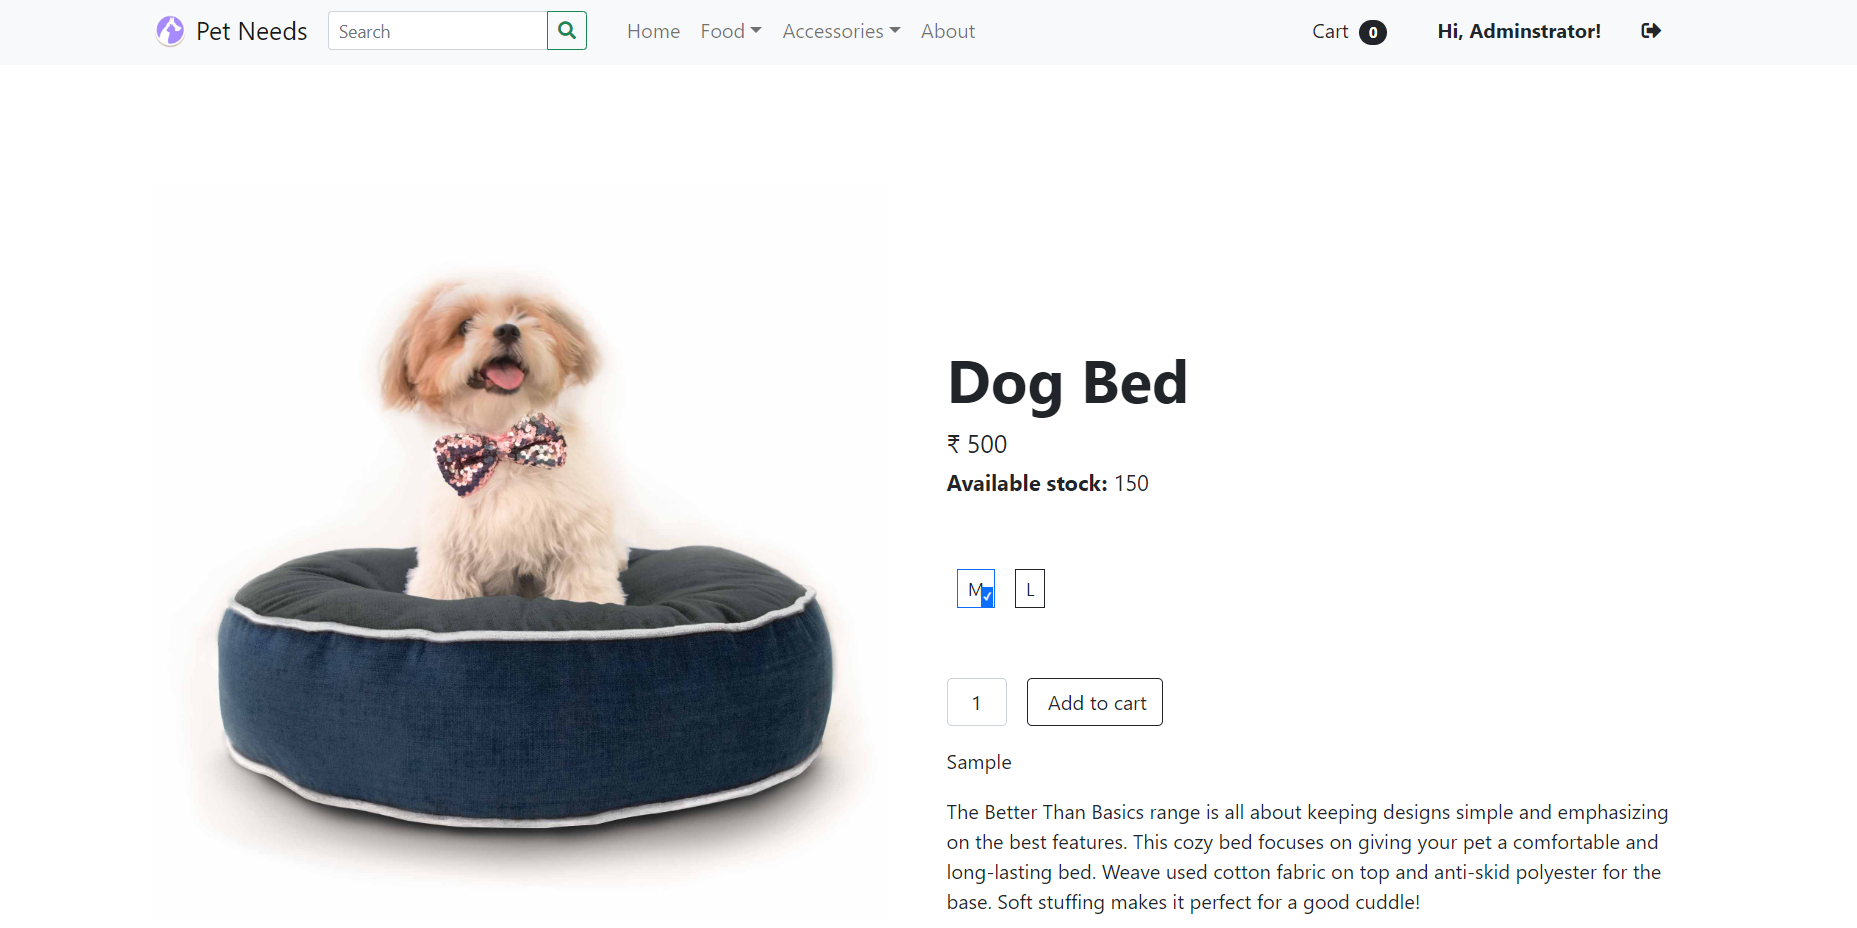 Pet Needs
Search
Home Food Accessories About
Cart 0
Hi, Adminstrator!
Dog Bed
₹ 500
Available stock: 150
M L
1 Add to cart
Sample
The Better Than Basics range is all about keeping designs simple and emphasizing
on the best features. This cozy bed focuses on giving your pet a comfortable and
long-lasting bed. Weave used cotton fabric on top and anti-skid polyester for the
base. Soft stuffing makes it perfect for a good cuddle!